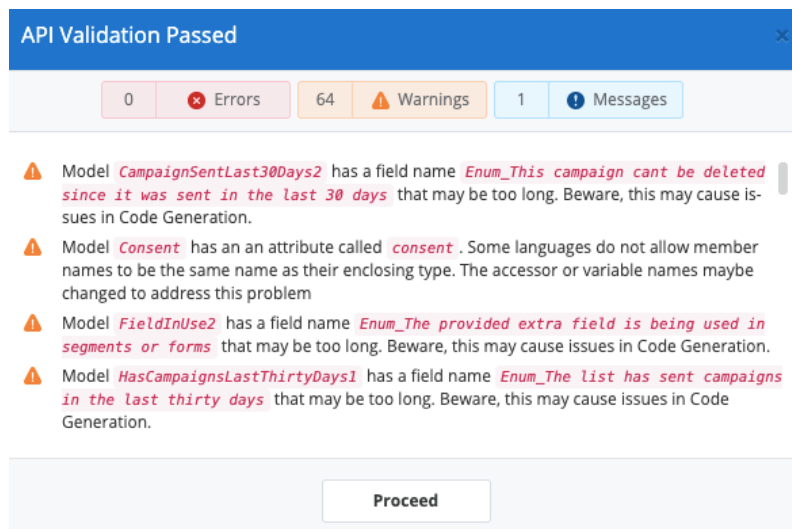 API Validation Passed
0 Errors 64 Warnings 1 Messages
Model CampaignSentLast30Days2 has a field name Enum_This campaign cant be deleted
since it was sent in the last 30 days that may be too long. Beware, this may cause is-
sues in Code Generation.
Model Consent has an an attribute called consent . Some languages do not allow member
names to be the same name as their enclosing type. The accessor or variable names maybe
changed to address this problem
Model FieldInUse2 has a field name Enum_The provided extra field is being used in
segments or forms that may be too long. Beware, this may cause issues in Code Generation.
Model HasCampaignsLastThirtyDays1 has a field name Enum_The list has sent campaigns
in the last thirty days that may be too long. Beware, this may cause issues in Code
Generation.
Proceed